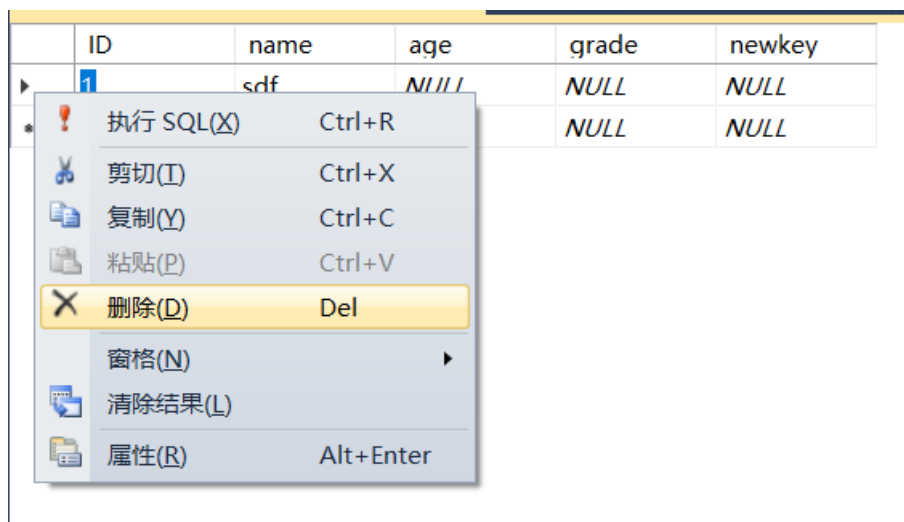 ID name age grade newkey
1 sdf NULL NULL NULL
NULL NULL
执行 SQL(X) Ctrl+R
剪切(T) Ctrl+X
复制(Y) Ctrl+C
粘贴(P) Ctrl+V
删除(D) Del
窗格(N)
清除结果(L)
属性(R) Alt+Enter